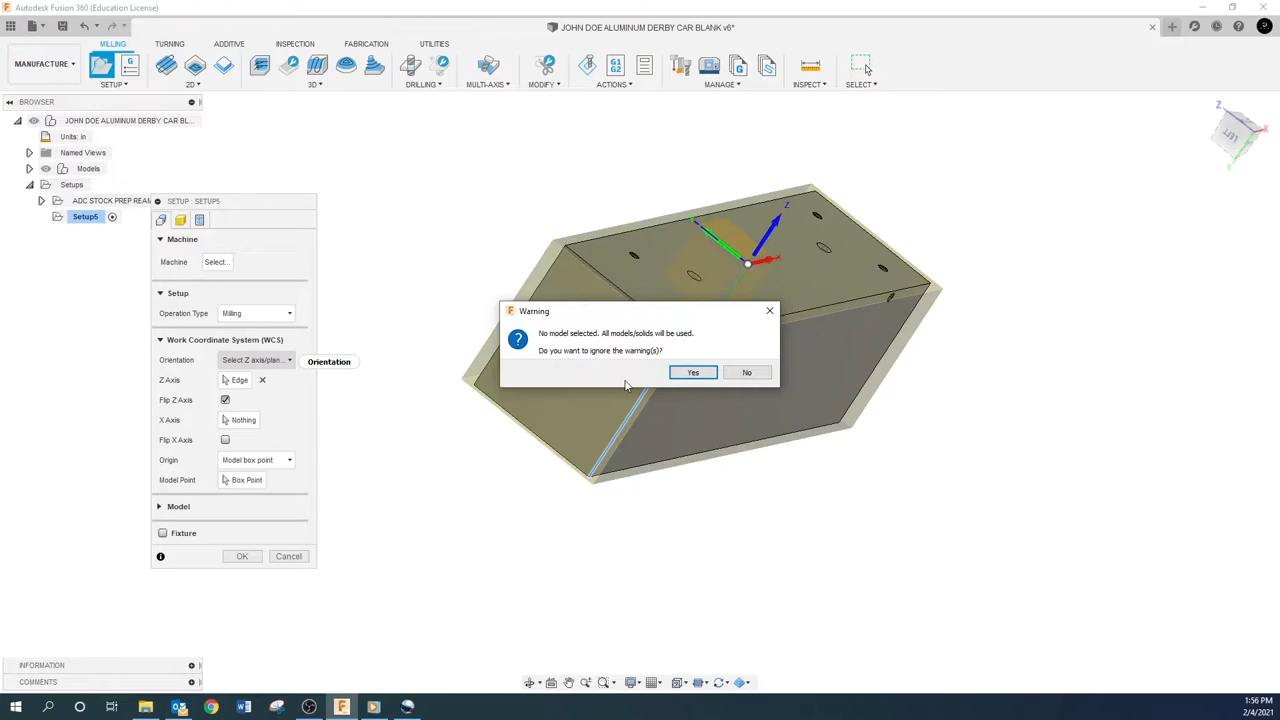 Autodesk Fusion 360 (Education License)
JOHN DOE ALUMINUM DERBY CAR BLANK v6*
MILLING TURNING ADDITIVE INSPECTION FABRICATION UTILITIES
MANUFACTURE
G G1 G2 G
SETUP 2D 3D DRILLING MULTI-AXIS MODIFY ACTIONS MANAGE INSPECT SELECT
BROWSER
JOHN DOE ALUMINUM DERBY CAR BL...
Units: in
Named Views
Models
Setups
ADC STOCK PREP REAM
Setup5
SETUP : SETUP5
Machine
Machine Select...
Setup
Operation Type Milling
Work Coordinate System (WCS)
Orientation Select Z axis/plan... Orientation
Z Axis Edge
Flip Z Axis
X Axis Nothing
Flip X Axis
Origin Model box point
Model Point Box Point
Model
Fixture
OK Cancel
Z
X
Z X
LEFT
Y
Warning
No model selected. All models/solids will be used.
Do you want to ignore the warning(s)?
Yes No
INFORMATION
COMMENTS
1:56 PM
2/4/2021